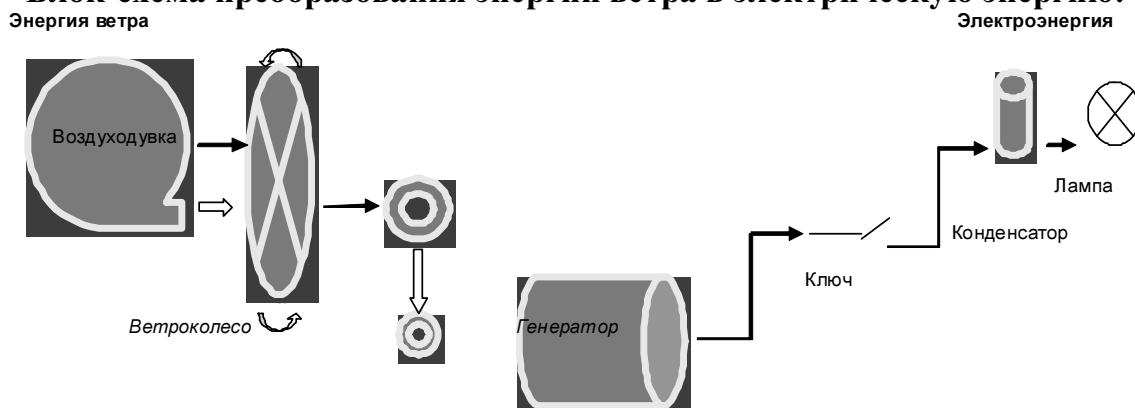 Блок-схема преобразования энергии ветра в электрическую энергию.
Энергия ветра
Электроэнергия
Воздуходувка
Лампа
Конденсатор
Ключ
Ветроколесо
Генератор